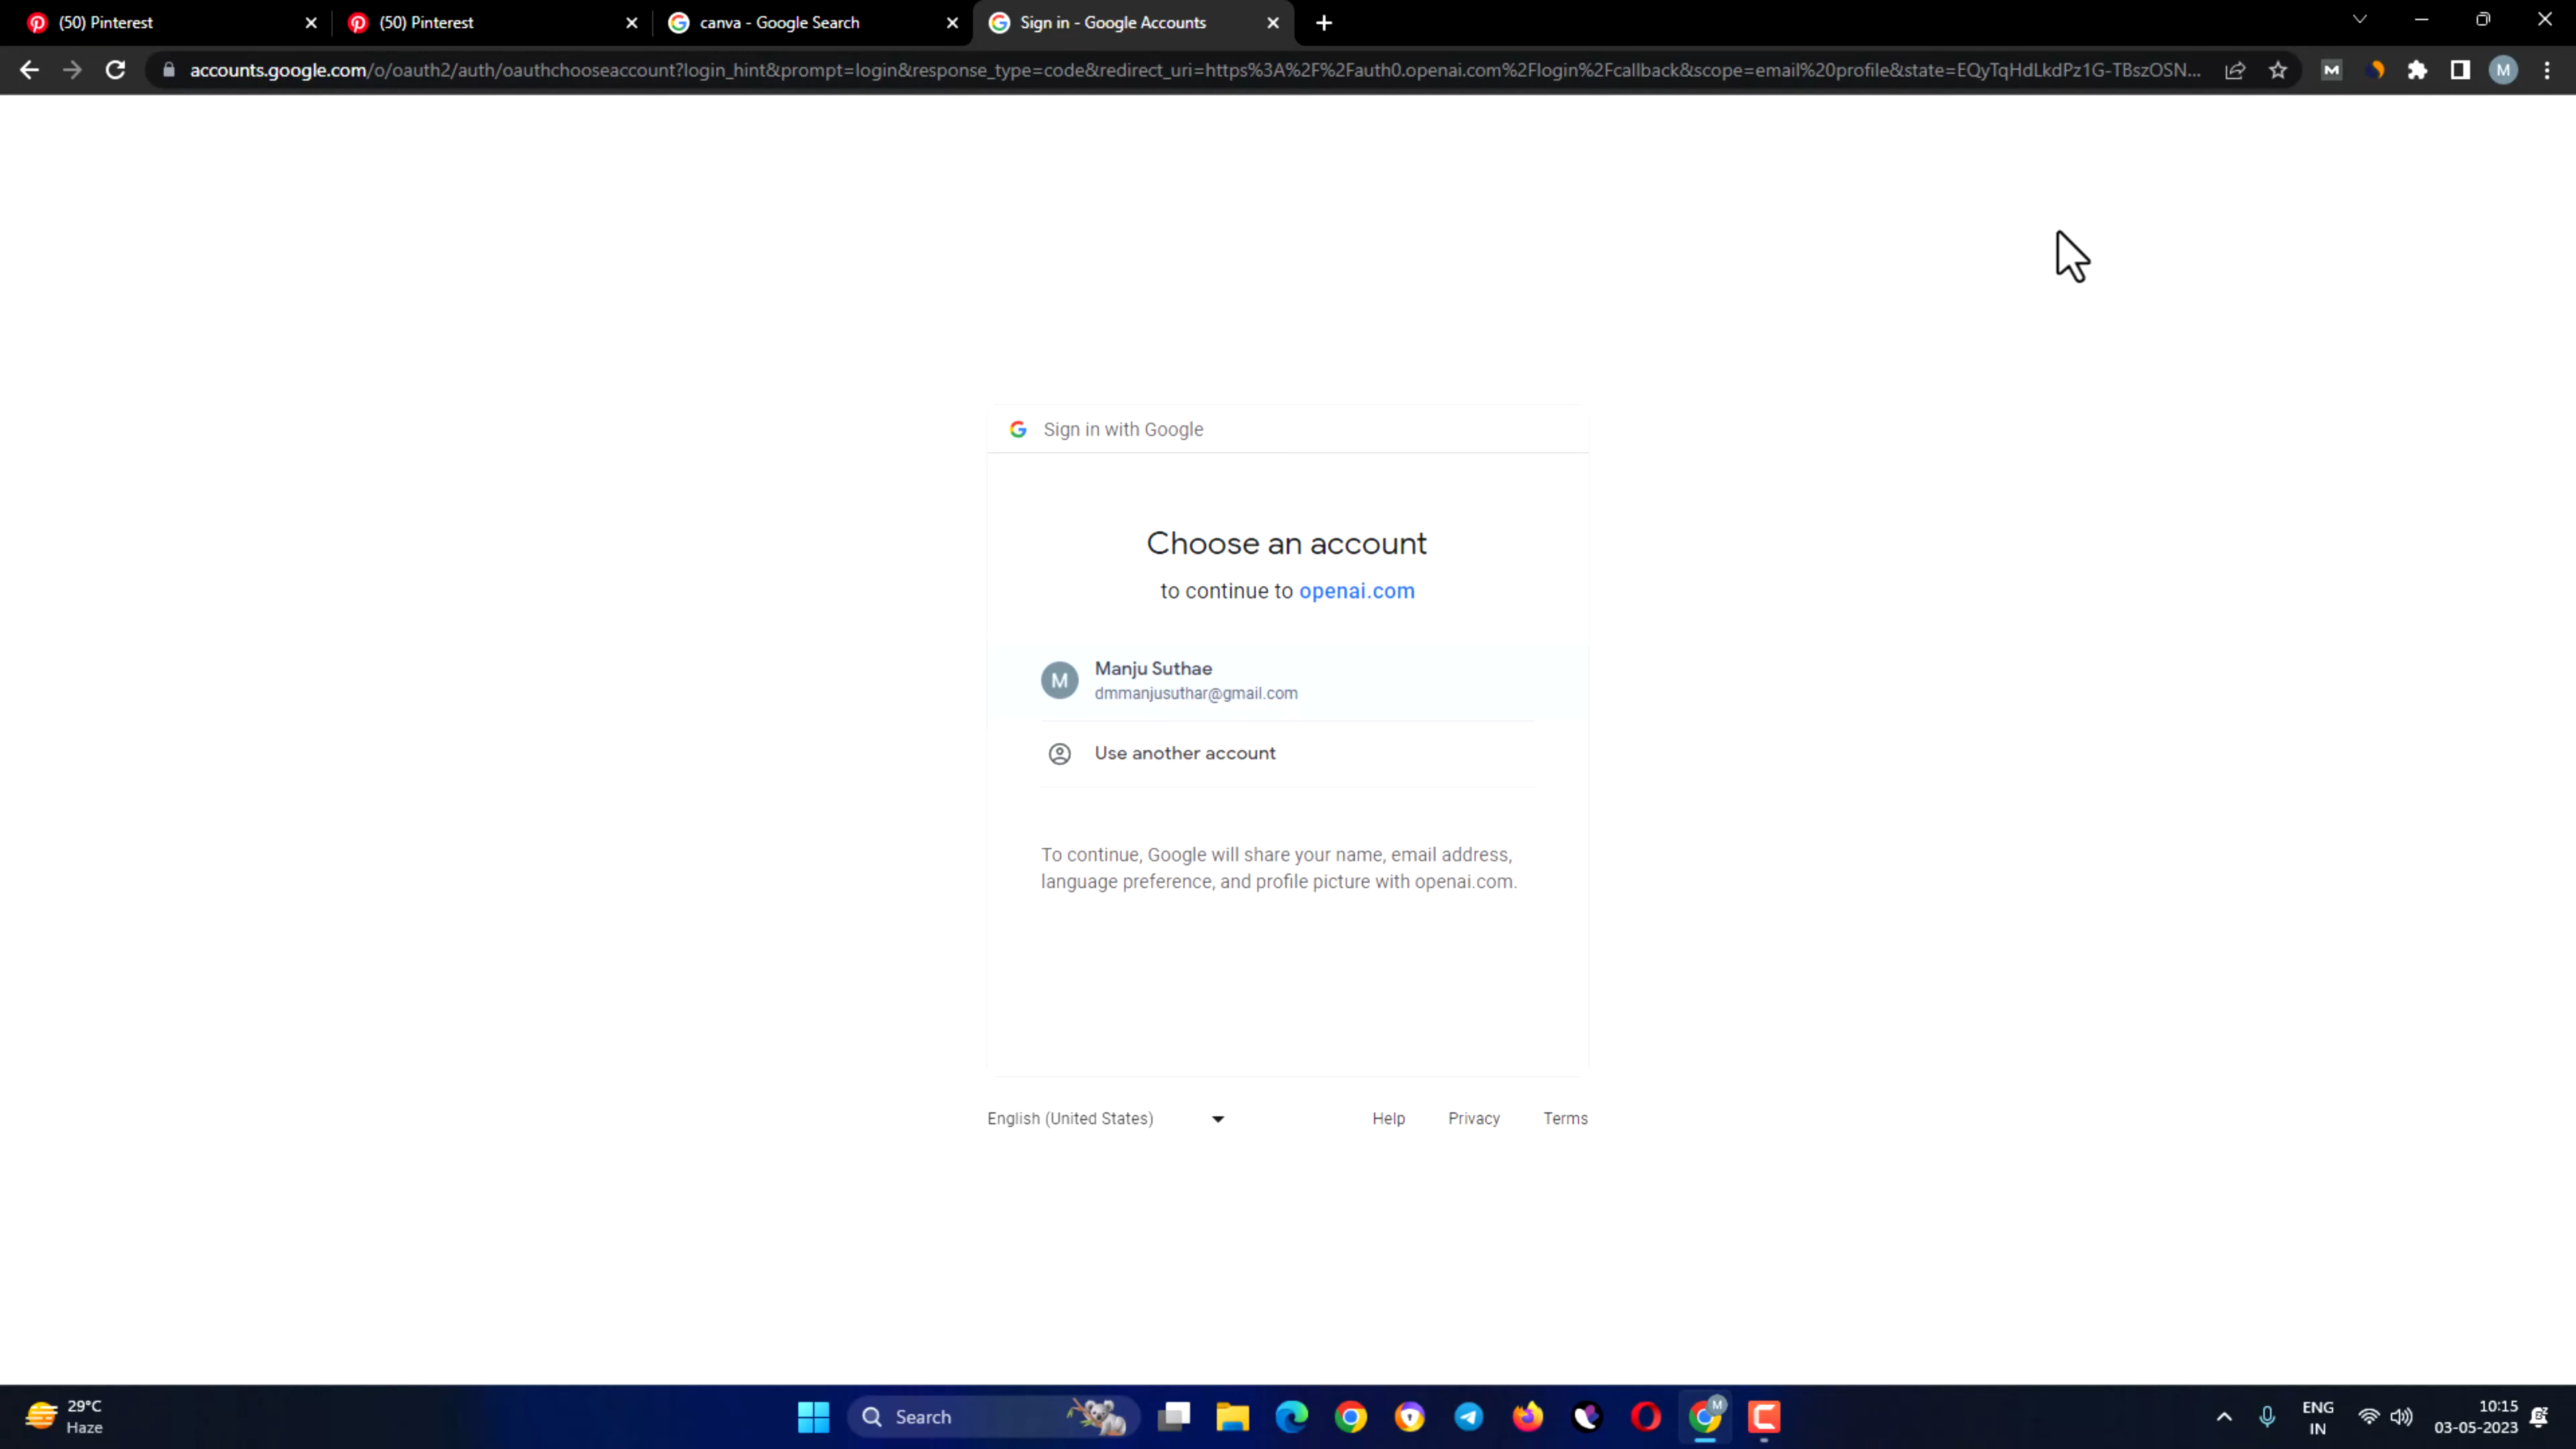 (50) Pinterest
(50) Pinterest
canva - Google Search
Sign in - Google Accounts
accounts.google.com/o/oauth2/auth/oauthchooseaccount?login_hint&prompt=login&response_type=code&redirect_uri=https%3A%2F%2Fauth0.openai.com%2Flogin%2Fcallback&scope=email%20profile&state=EQyTqHdLkdPz1G-TBszOSN...
M
M
Sign in with Google
Choose an account
to continue to openai.com
M
Manju Suthae
dmmanjusuthar@gmail.com
Use another account
To continue, Google will share your name, email address,
language preference, and profile picture with openai.com.
English (United States)
Help
Privacy
Terms
29°C
Haze
Search
M
ENG
IN
10:15
03-05-2023